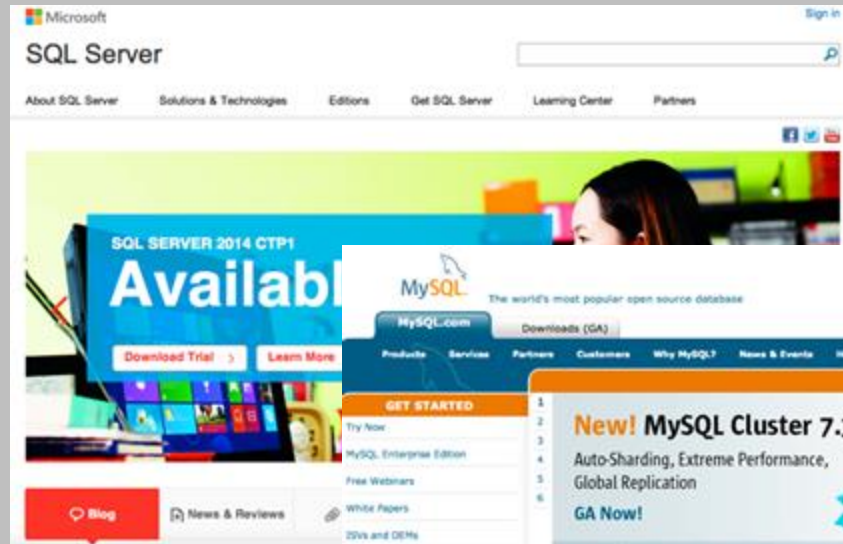 Microsoft
Sign in
SQL Server
About SQL Server Solutions & Technologies Editions Get SQL Server Learning Center Partners
SQL SERVER 2014 CTP1
Availab
Download Trial Learn More
Blog News & Reviews
MySQL
The world's most popular open source database
MySQL.com Downloads (GA)
Products Services Partners Customers Why MySQL? News & Events
GET STARTED
Try Now
MySQL Enterprise Edition
Free Webinars
White Papers
ISVs and OEMs
1
2
3
4
5
6
New! MySQL Cluster 7.
Auto-Sharding, Extreme Performance,
Global Replication
GA Now!